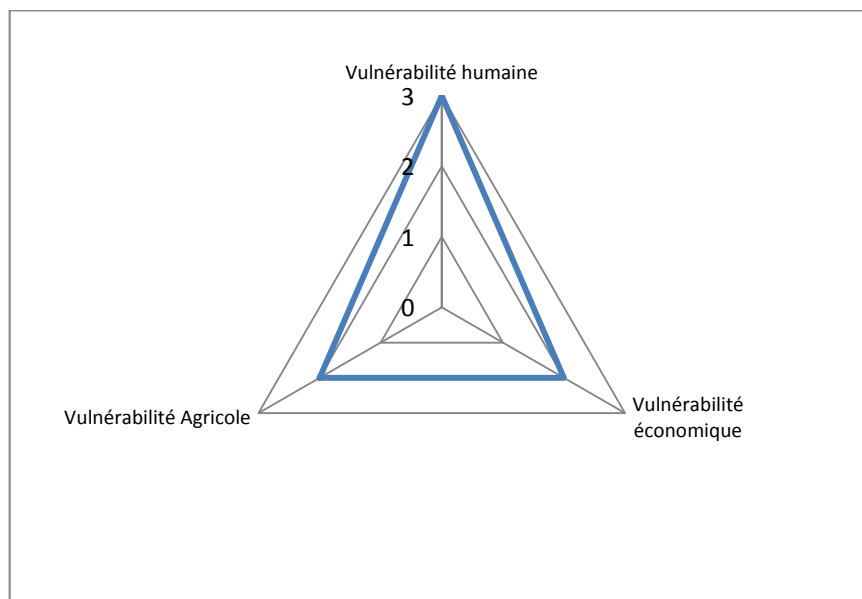 Vulnérabilité humaine
3
2
1
0
Vulnérabilité Agricole
Vulnérabilité
économique